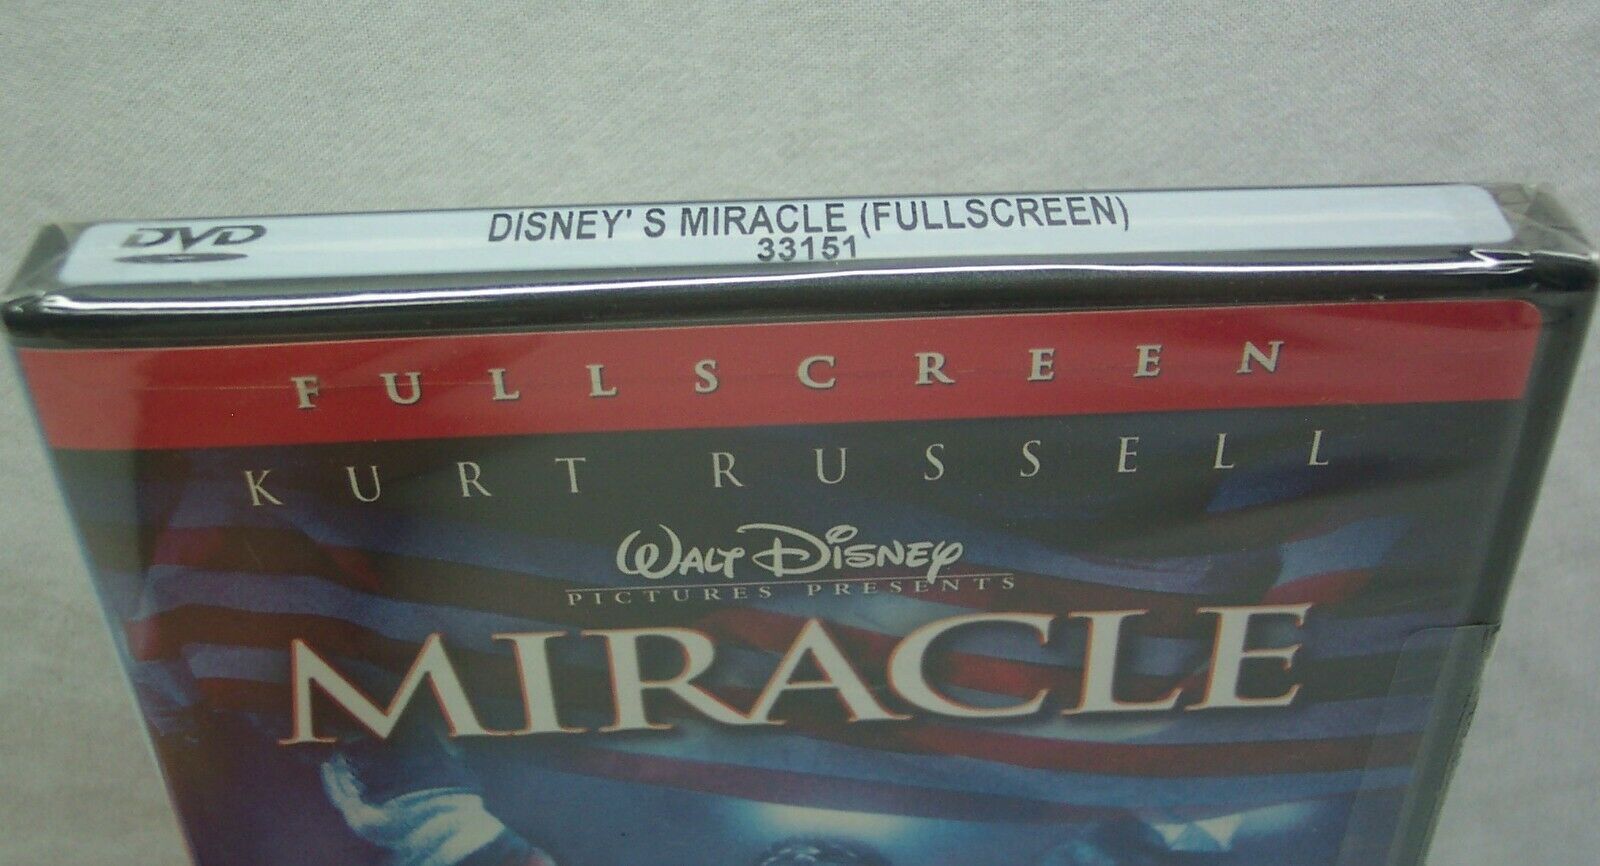 DVD
DISNEY' S MIRACLE (FULLSCREEN)
33151
FULLSCREEN
KURT RUSSELL
WALT DISNEY
PICTURES PRESENTS
MIRACLE